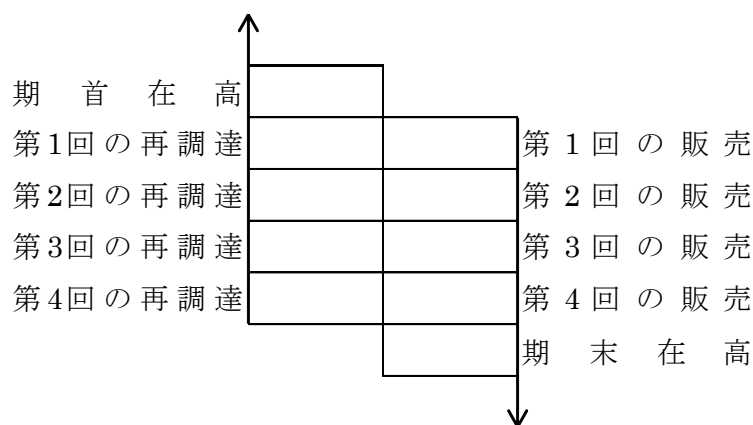 期首在高
第1回の再調達 第1回の販売
第2回の再調達 第2回の販売
第3回の再調達 第3回の販売
第4回の再調達 第4回の販売
期末在高